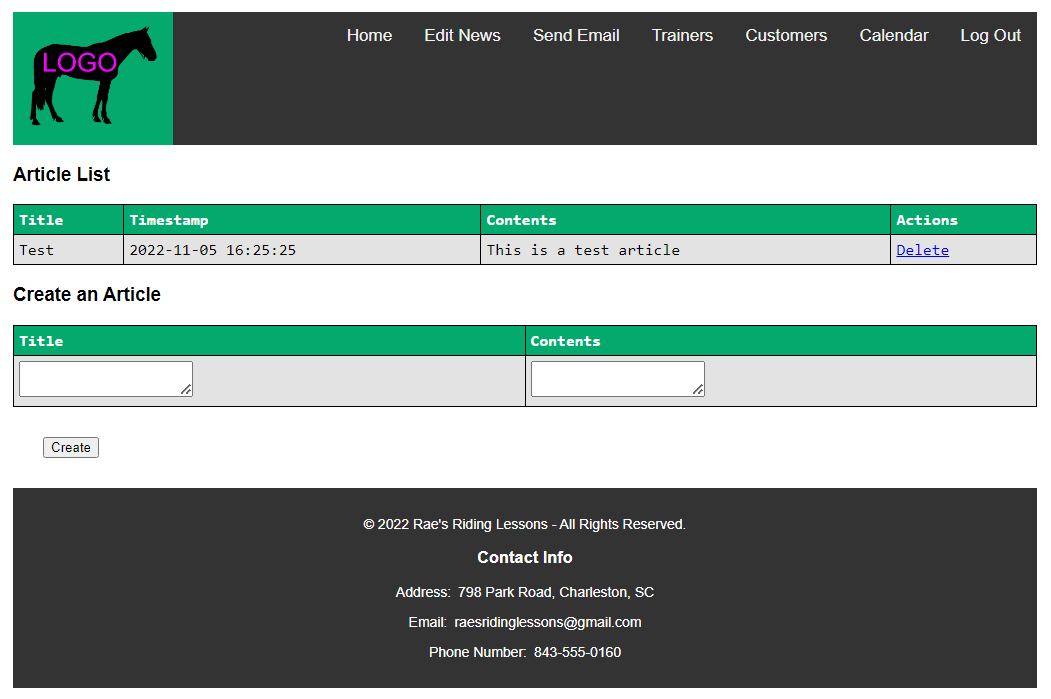 LOGO
Home Edit News Send Email Trainers Customers Calendar Log Out
Article List
Title Timestamp Contents Actions
Test 2022-11-05 16:25:25 This is a test article Delete
Create an Article
Title Contents
Create
© 2022 Rae's Riding Lessons - All Rights Reserved.
Contact Info
Address: 798 Park Road, Charleston, SC
Email: raesridinglessons@gmail.com
Phone Number: 843-555-0160